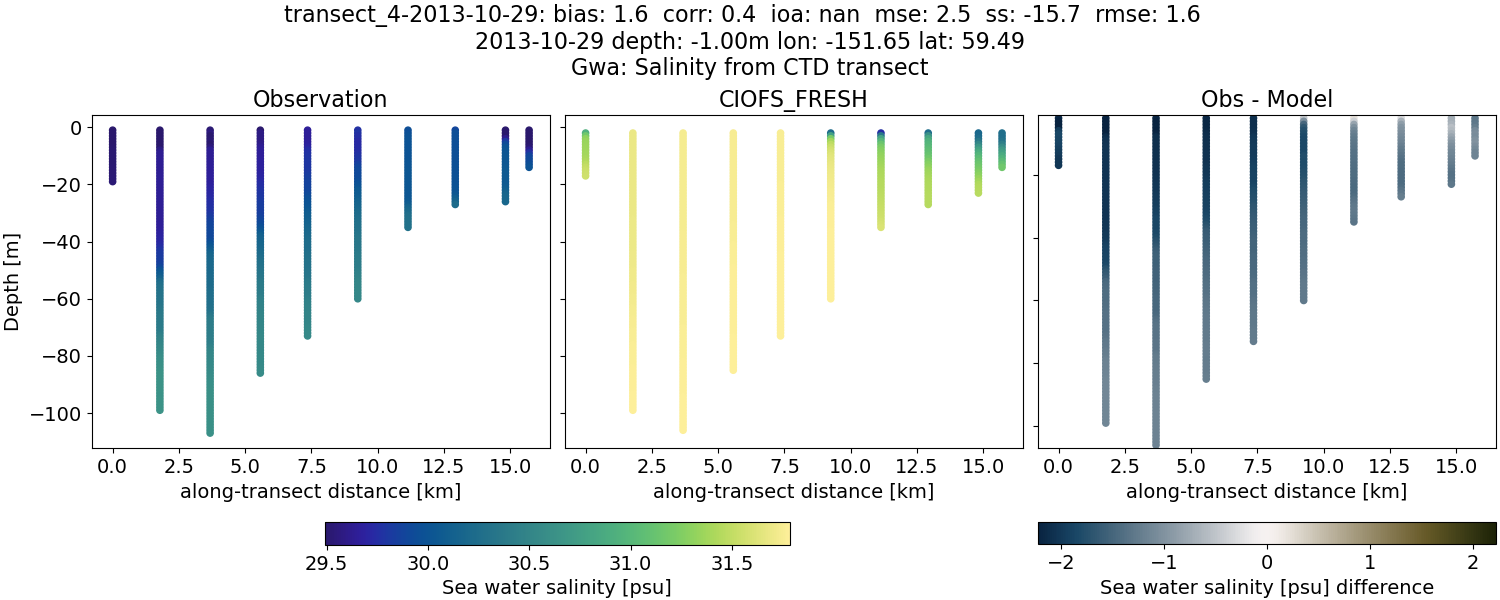 transect_4-2013-10-29: bias: 1.6  corr: 0.4  ioa: nan  mse: 2.5  ss: -15.7  rmse: 1.6
2013-10-29 depth: -1.00m lon: -151.65 lat: 59.49
Gwa: Salinity from CTD transect
Observation
CIOFS_FRESH
Obs - Model
Depth [m]
0
−20
−40
−60
−80
−100
0.0 2.5 5.0 7.5 10.0 12.5 15.0
0.0 2.5 5.0 7.5 10.0 12.5 15.0
0.0 2.5 5.0 7.5 10.0 12.5 15.0
along-transect distance [km]
along-transect distance [km]
along-transect distance [km]
29.5 30.0 30.5 31.0 31.5
Sea water salinity [psu]
−2 −1 0 1 2
Sea water salinity [psu] difference